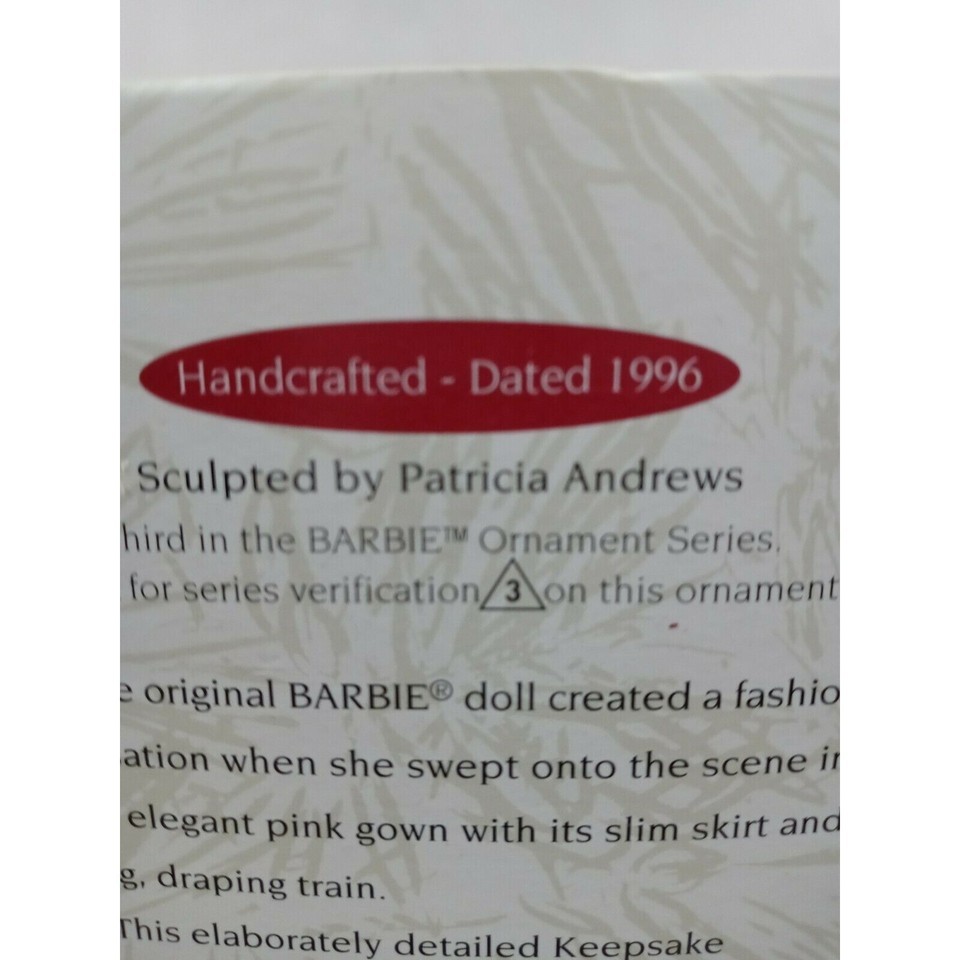 Handcrafted - Dated 1996
Sculpted by Patricia Andrews
hird in the BARBIE™ Ornament Series.
for series verification 3 on this ornament
e original BARBIE® doll created a fashio
ation when she swept onto the scene in
elegant pink gown with its slim skirt and
g, draping train.
This elaborately detailed Keepsake